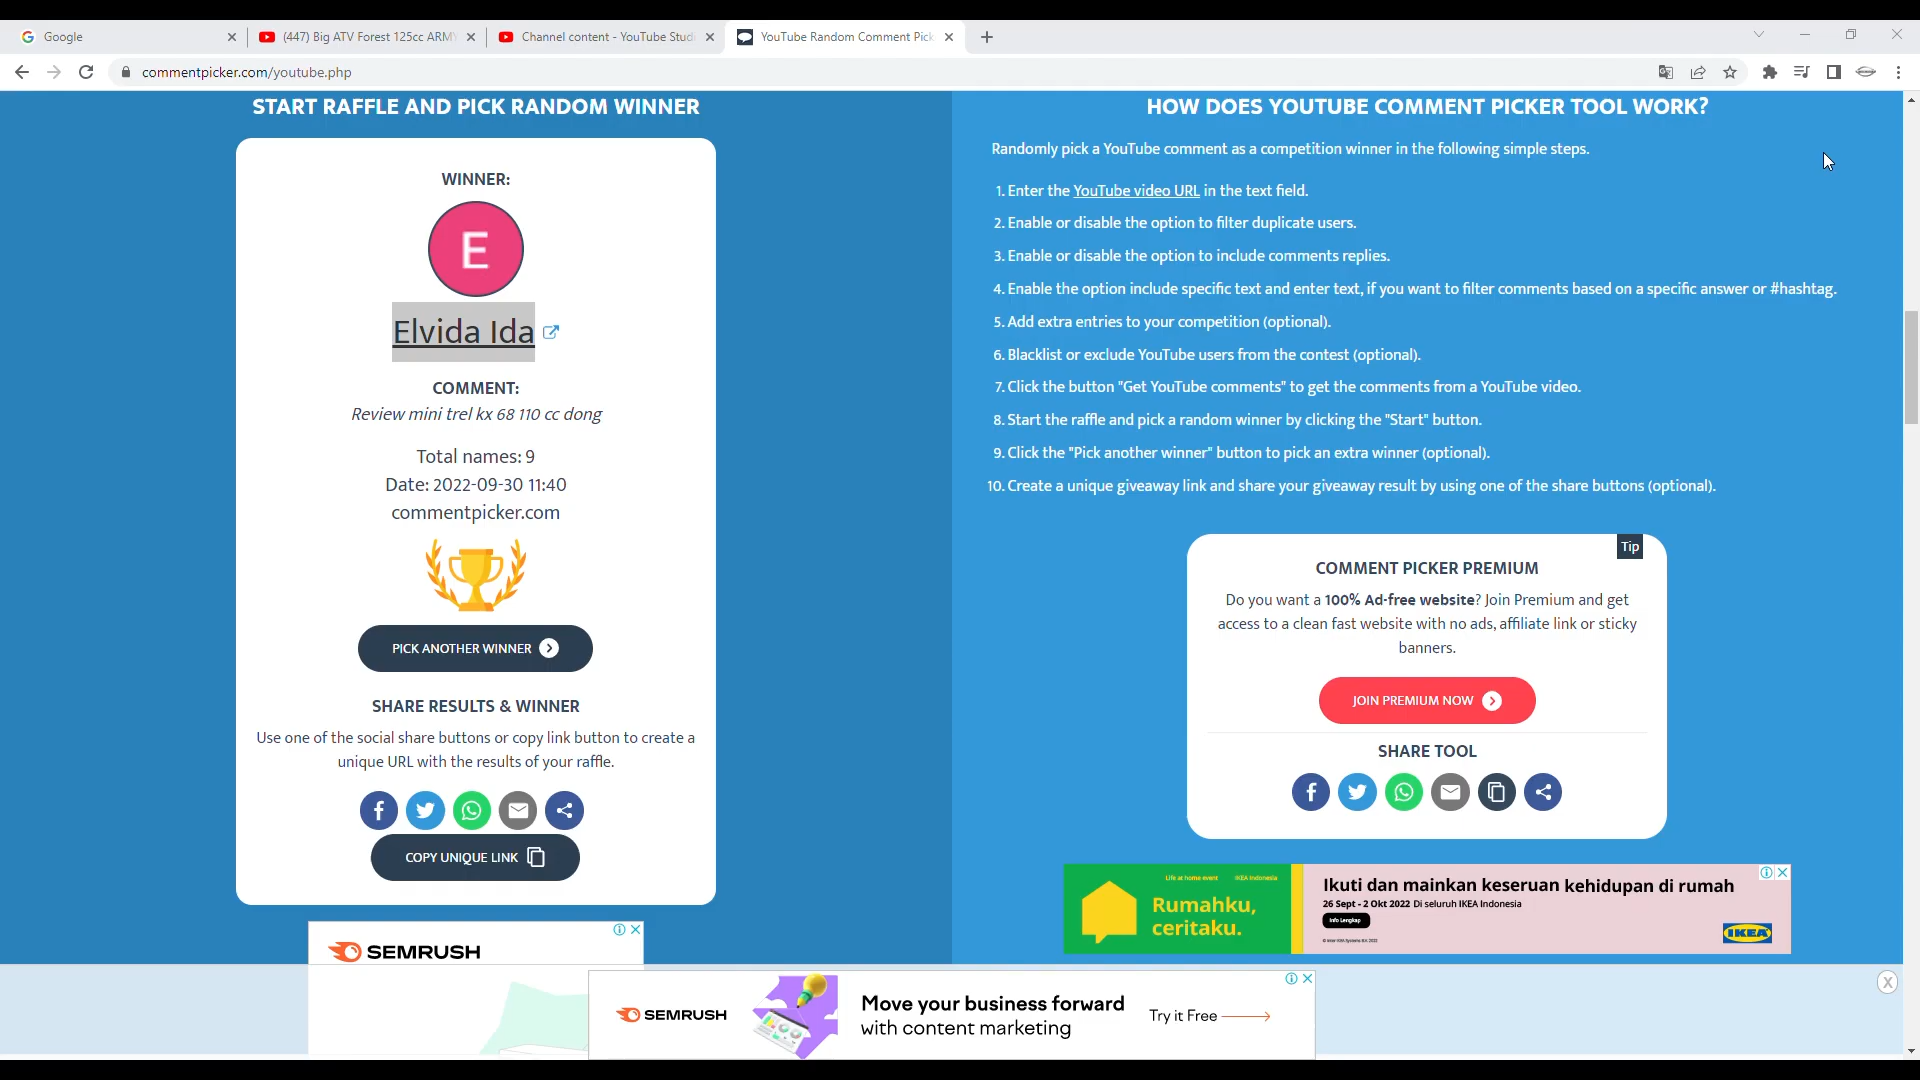 Google
(447) Big ATV Forest 125cc ARMY
Channel content - YouTube Studi
YouTube Random Comment Pick
commentpicker.com/youtube.php
START RAFFLE AND PICK RANDOM WINNER
WINNER:
E
Elvida Ida
COMMENT:
Review mini trel kx 68 110 cc dong
Total names: 9
Date: 2022-09-30 11:40
commentpicker.com
PICK ANOTHER WINNER
SHARE RESULTS & WINNER
Use one of the social share buttons or copy link button to create a
unique URL with the results of your raffle.
COPY UNIQUE LINK
SEMRUSH
HOW DOES YOUTUBE COMMENT PICKER TOOL WORK?
Randomly pick a YouTube comment as a competition winner in the following simple steps.
1. Enter the YouTube video URL in the text field.
2. Enable or disable the option to filter duplicate users.
3. Enable or disable the option to include comments replies.
4. Enable the option include specific text and enter text, if you want to filter comments based on a specific answer or #hashtag.
5. Add extra entries to your competition (optional).
6. Blacklist or exclude YouTube users from the contest (optional).
7. Click the button "Get YouTube comments" to get the comments from a YouTube video.
8. Start the raffle and pick a random winner by clicking the "Start" button.
9. Click the "Pick another winner" button to pick an extra winner (optional).
10. Create a unique giveaway link and share your giveaway result by using one of the share buttons (optional).
Tip
COMMENT PICKER PREMIUM
Do you want a 100% Ad-free website? Join Premium and get
access to a clean fast website with no ads, affiliate link or sticky
banners.
JOIN PREMIUM NOW
SHARE TOOL
Life at home event IKEA Indonesia
Rumahku,
ceritaku.
Ikuti dan mainkan keseruan kehidupan di rumah
26 Sept - 2 Okt 2022 Di seluruh IKEA Indonesia
Info Lengkap
IKEA
SEMRUSH
Move your business forward
with content marketing
Try it Free